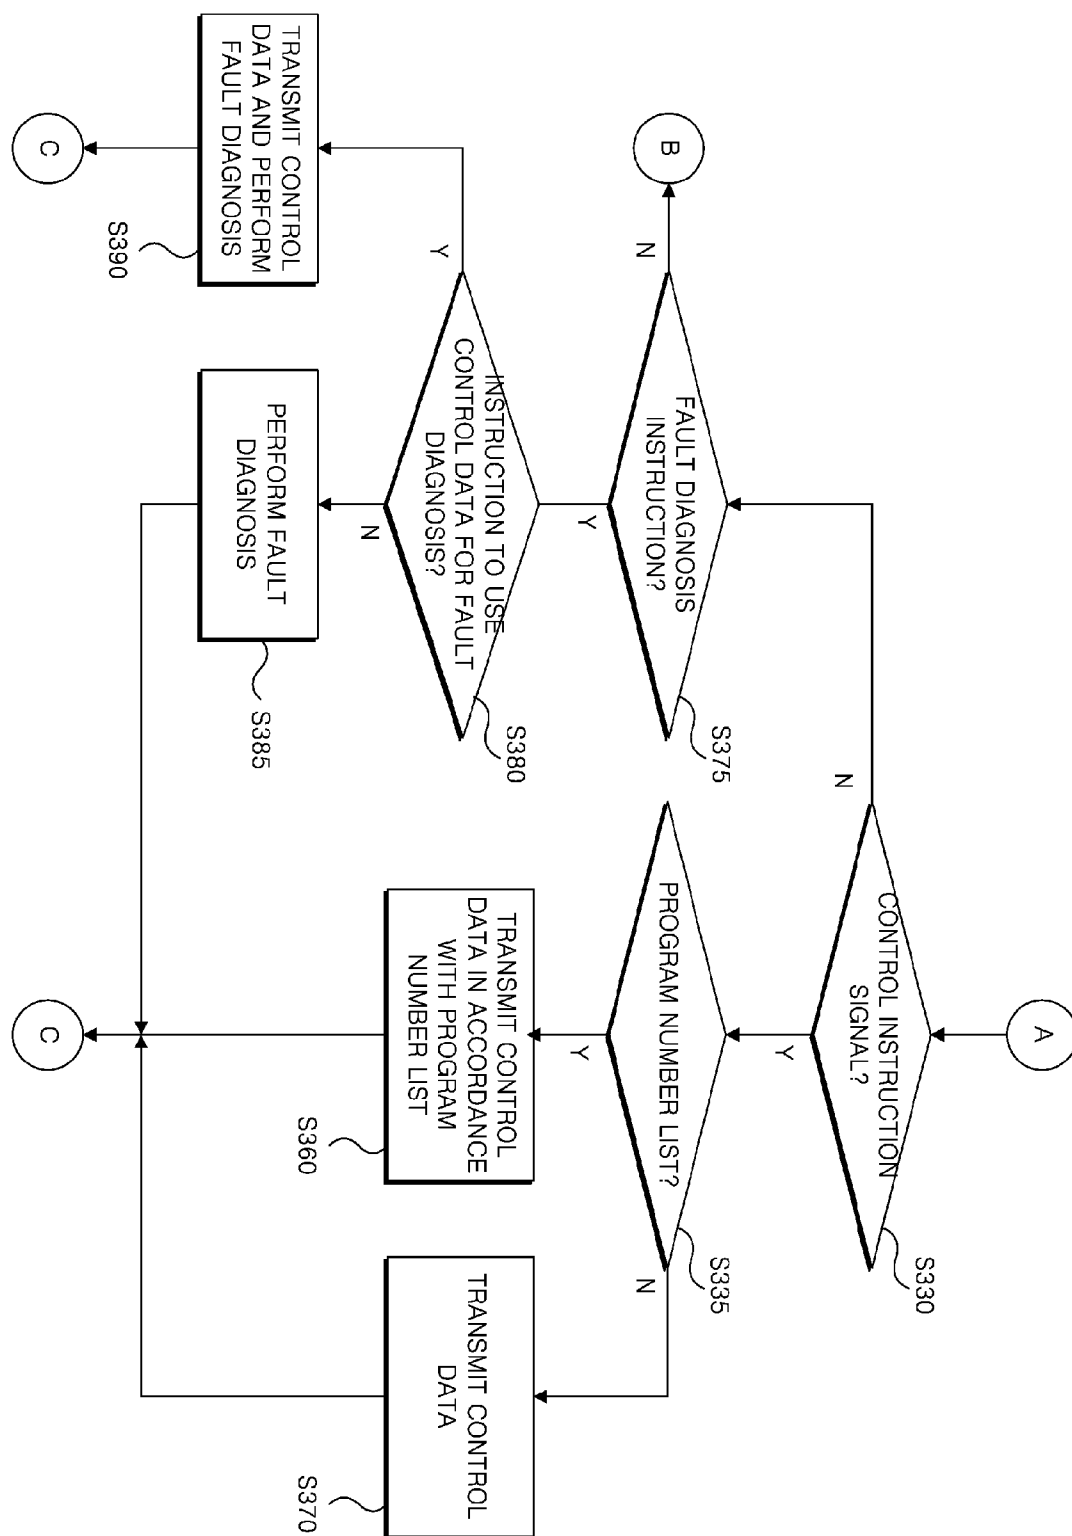 A
CONTROL INSTRUCTION
SIGNAL?
S330
N
Y
FAULT DIAGNOSIS
INSTRUCTION?
S375
PROGRAM NUMBER LIST?
S335
B
N
Y
Y
N
INSTRUCTION TO USE
CONTROL DATA FOR FAULT
DIAGNOSIS?
S380
Y
N
TRANSMIT CONTROL
DATA IN ACCORDANCE
WITH PROGRAM
NUMBER LIST
S360
TRANSMIT CONTROL
DATA
S370
TRANSMIT CONTROL
DATA AND PERFORM
FAULT DIAGNOSIS
S390
PERFORM FAULT
DIAGNOSIS
S385
C
C